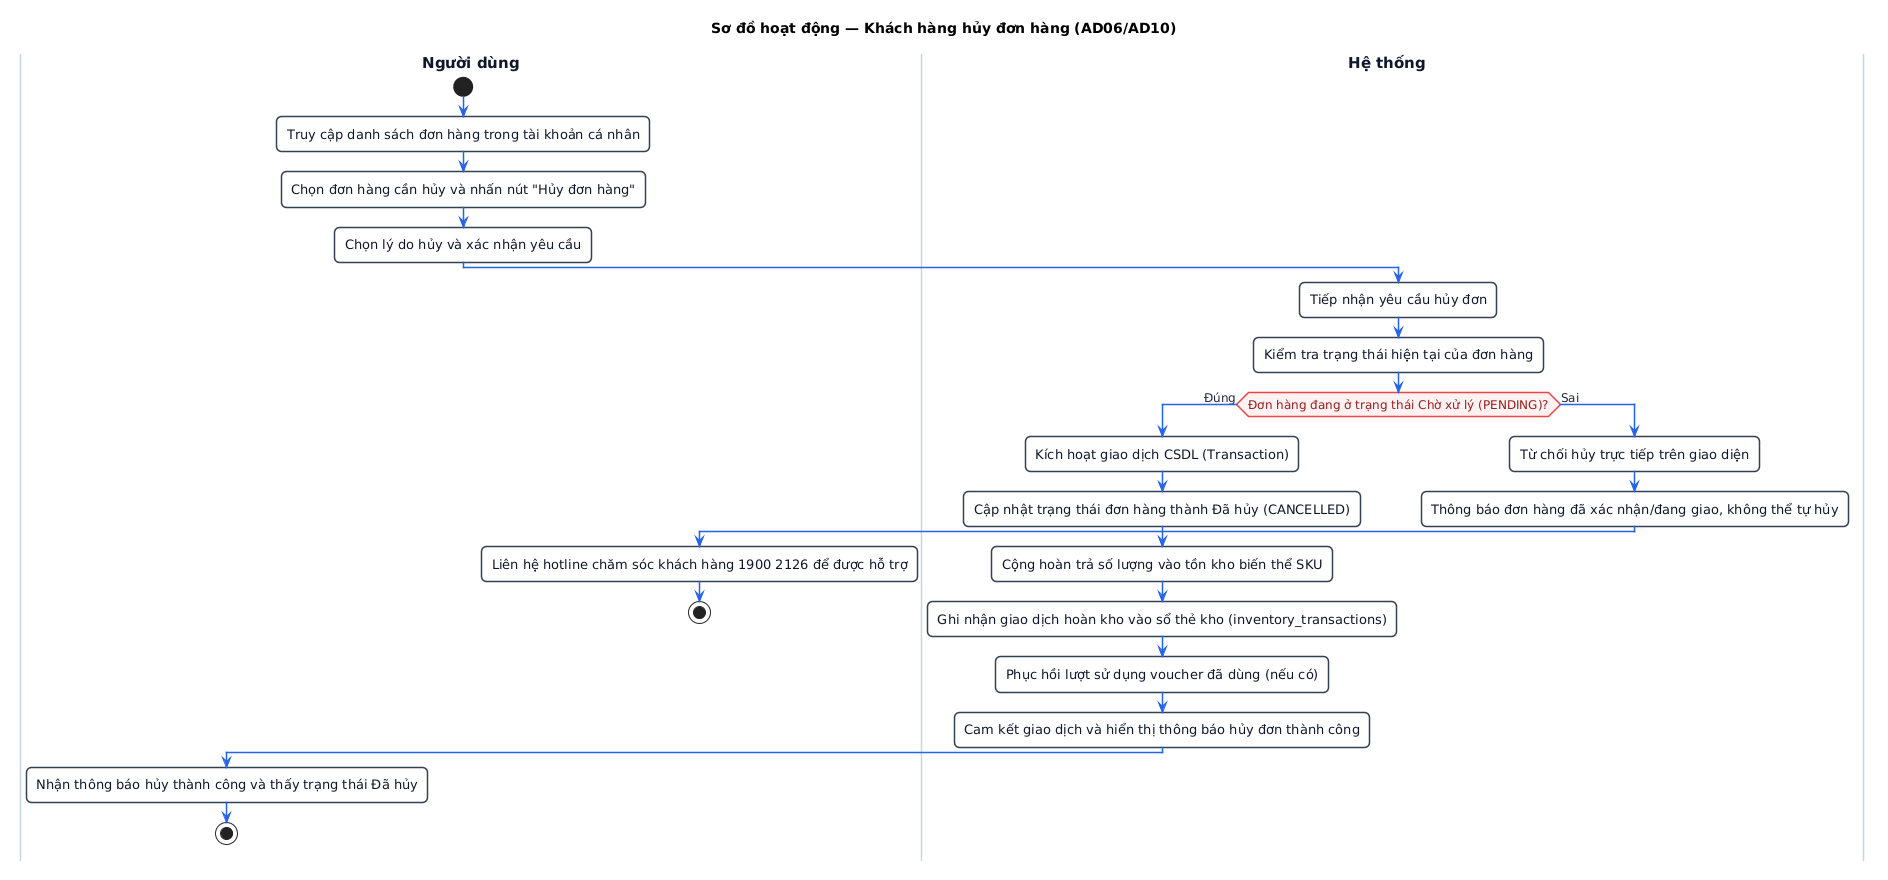 Sơ đồ hoạt động — Khách hàng hủy đơn hàng (AD06/AD10)
Người dùng
Hệ thống
Truy cập danh sách đơn hàng trong tài khoản cá nhân
Chọn đơn hàng cần hủy và nhấn nút "Hủy đơn hàng"
Chọn lý do hủy và xác nhận yêu cầu
Tiếp nhận yêu cầu hủy đơn
Kiểm tra trạng thái hiện tại của đơn hàng
Đúng
Đơn hàng đang ở trạng thái Chờ xử lý (PENDING)?
Sai
Kích hoạt giao dịch CSDL (Transaction)
Từ chối hủy trực tiếp trên giao diện
Cập nhật trạng thái đơn hàng thành Đã hủy (CANCELLED)
Thông báo đơn hàng đã xác nhận/đang giao, không thể tự hủy
Liên hệ hotline chăm sóc khách hàng 1900 2126 để được hỗ trợ
Cộng hoàn trả số lượng vào tồn kho biến thể SKU
Ghi nhận giao dịch hoàn kho vào sổ thẻ kho (inventory_transactions)
Phục hồi lượt sử dụng voucher đã dùng (nếu có)
Cam kết giao dịch và hiển thị thông báo hủy đơn thành công
Nhận thông báo hủy thành công và thấy trạng thái Đã hủy